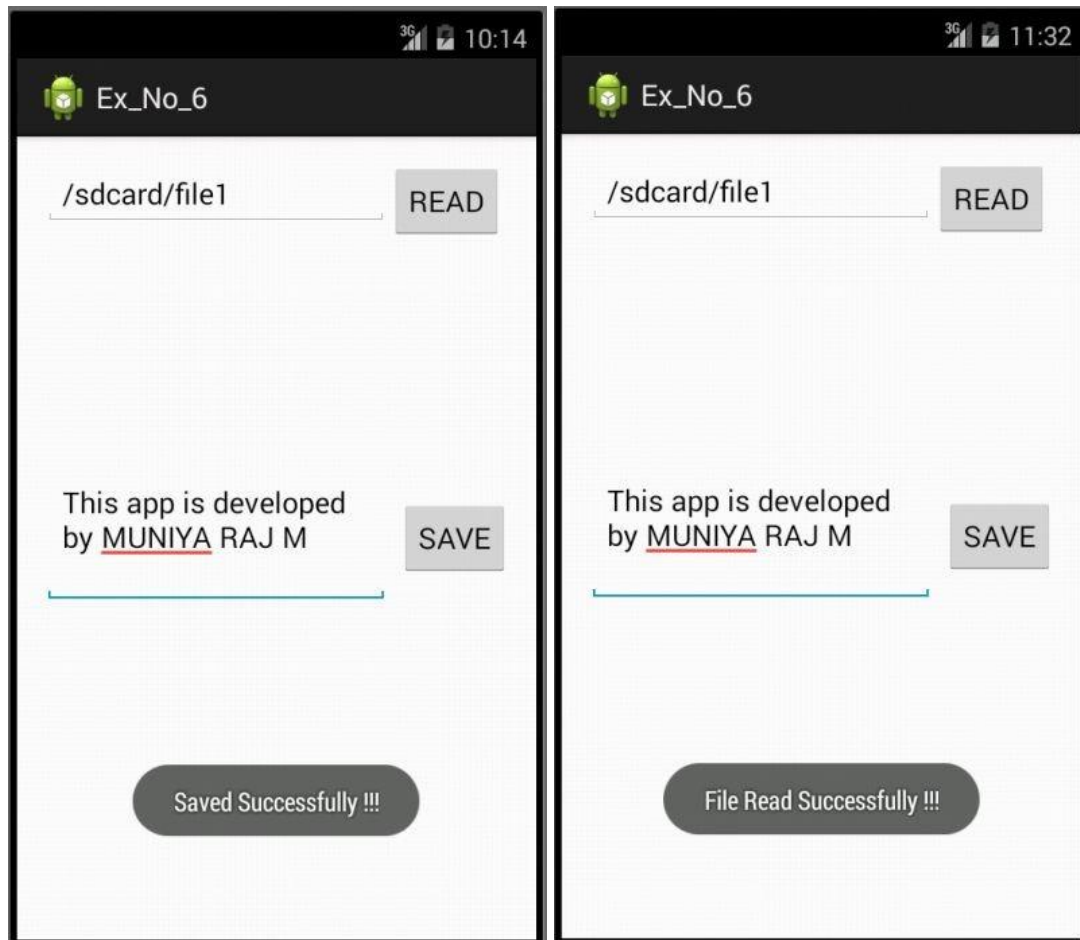 3G 10:14
Ex_No_6
/sdcard/file1
READ
This app is developed
by MUNIYA RAJ M
SAVE
Saved Successfully !!!
3G 11:32
Ex_No_6
/sdcard/file1
READ
This app is developed
by MUNIYA RAJ M
SAVE
File Read Successfully !!!